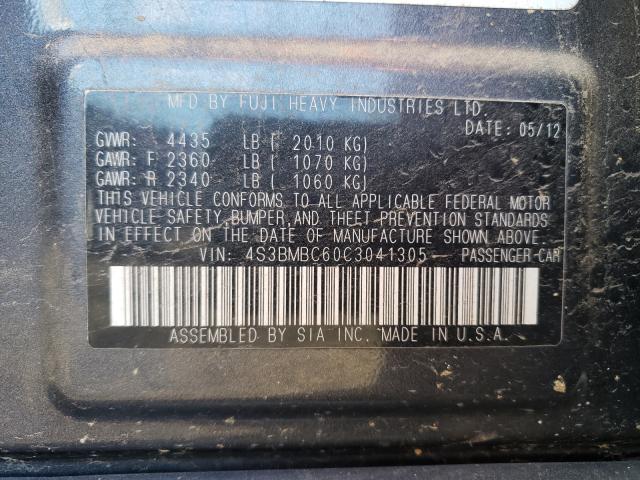 MFD BY FUJI HEAVY INDUSTRIES LTD.
DATE: 05/12
GVWR: 4435 LB ( 2010 KG)
GAWR: F 2360 LB ( 1070 KG)
GAWR: R 2340 LB ( 1060 KG)
THIS VEHICLE CONFORMS TO ALL APPLICABLE FEDERAL MOTOR
VEHICLE SAFETY, BUMPER, AND THEFT PREVENTION STANDARDS
IN EFFECT ON THE DATE OF MANUFACTURE SHOWN ABOVE.
VIN: 4S3BMBC60C3041305 PASSENGER-CAR
ASSEMBLED BY SIA INC. MADE IN U.S.A.